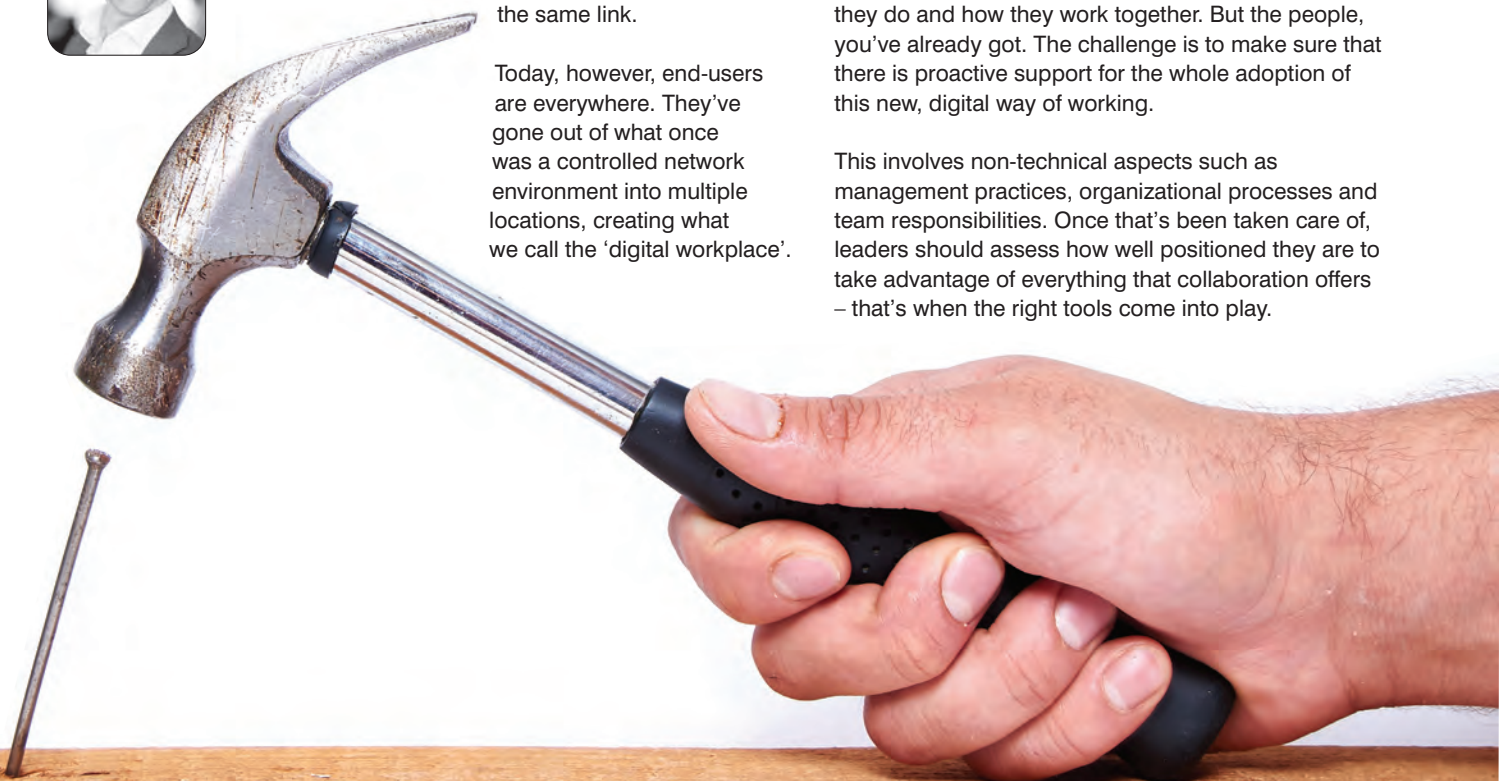 the same link.
Today, however, end-users
are everywhere. They've
gone out of what once
was a controlled network
environment into multiple
locations, creating what
we call the ‘digital workplace’.
they do and how they work together. But the people,
you’ve already got. The challenge is to make sure that
there is proactive support for the whole adoption of
this new, digital way of working.
This involves non-technical aspects such as
management practices, organizational processes and
team responsibilities. Once that’s been taken care of,
leaders should assess how well positioned they are to
take advantage of everything that collaboration offers
– that’s when the right tools come into play.